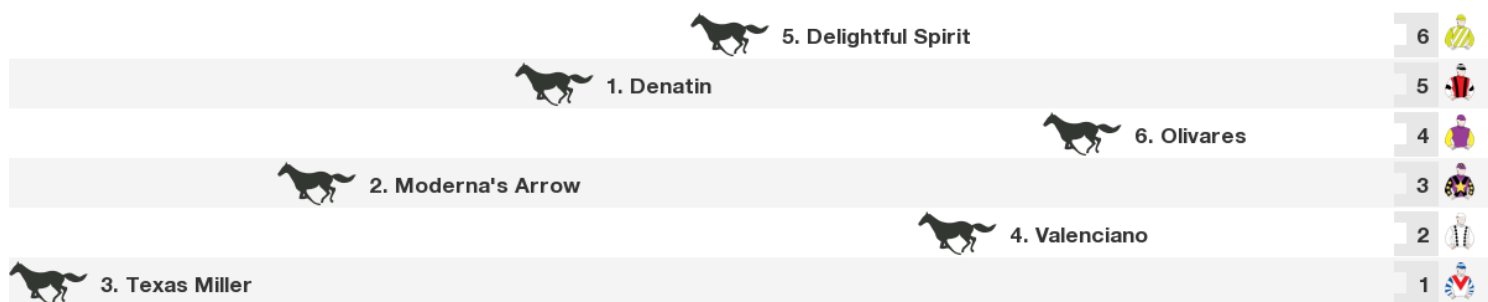 5. Delightful Spirit 6
1. Denatin 5
6. Olivares 4
2. Moderna's Arrow 3
4. Valenciano 2
3. Texas Miller 1